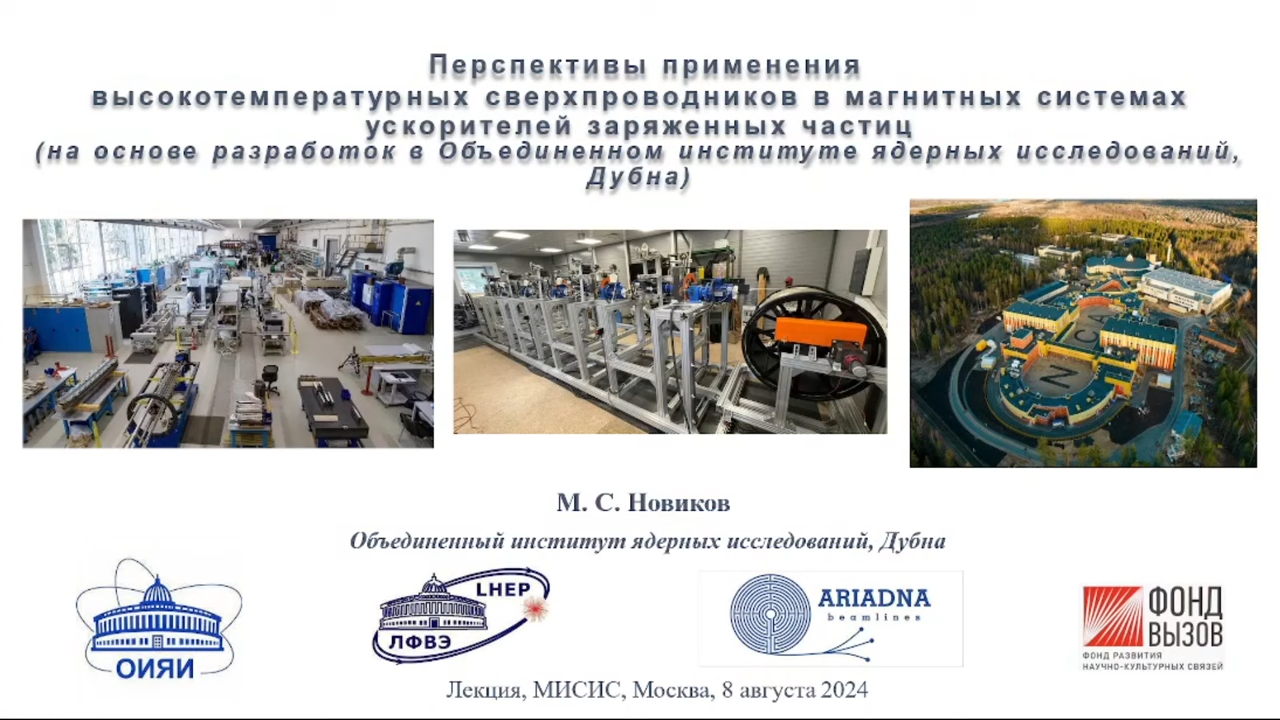 Перспективы применения
высокотемпературных сверхпроводников в магнитных системах
ускорителей заряженных частиц
(на основе разработок в Объединенном институте ядерных исследований,
Дубна)
NICA
М. С. Новиков
Объединенный институт ядерных исследований, Дубна
ОИЯИ
LHEP
ЛФВЭ
ARIADNA
beamlines
ФОНД
ВЫЗОВ
ФОНД РАЗВИТИЯ
НАУЧНО-КУЛЬТУРНЫХ СВЯЗЕЙ
Лекция, МИСИС, Москва, 8 августа 2024